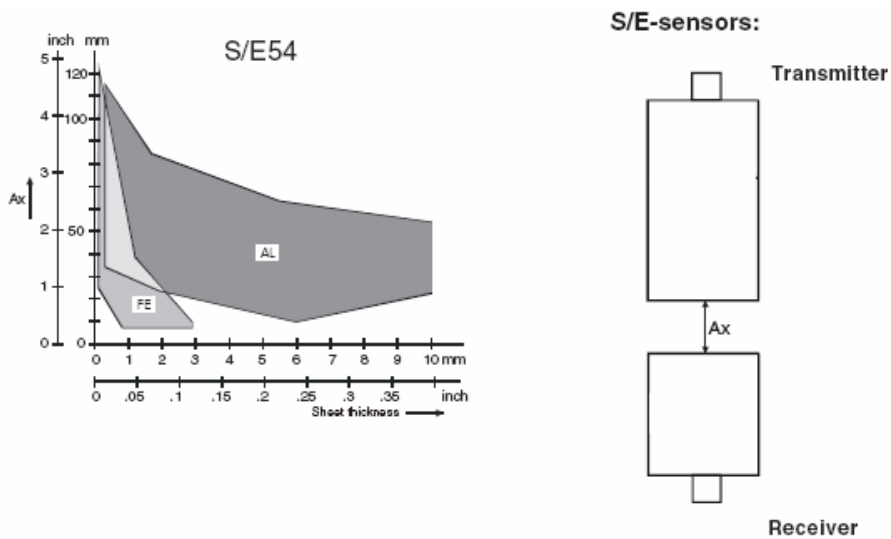 S/E54
inch mm
5
4
3
2
1
0
120
100
50
0
Ax
AL
FE
0 1 2 3 4 5 6 7 8 9 10 mm
0 .05 .1 .15 .2 .25 .3 .35 inch
Sheet thickness
S/E-sensors:
Transmitter
Ax
Receiver